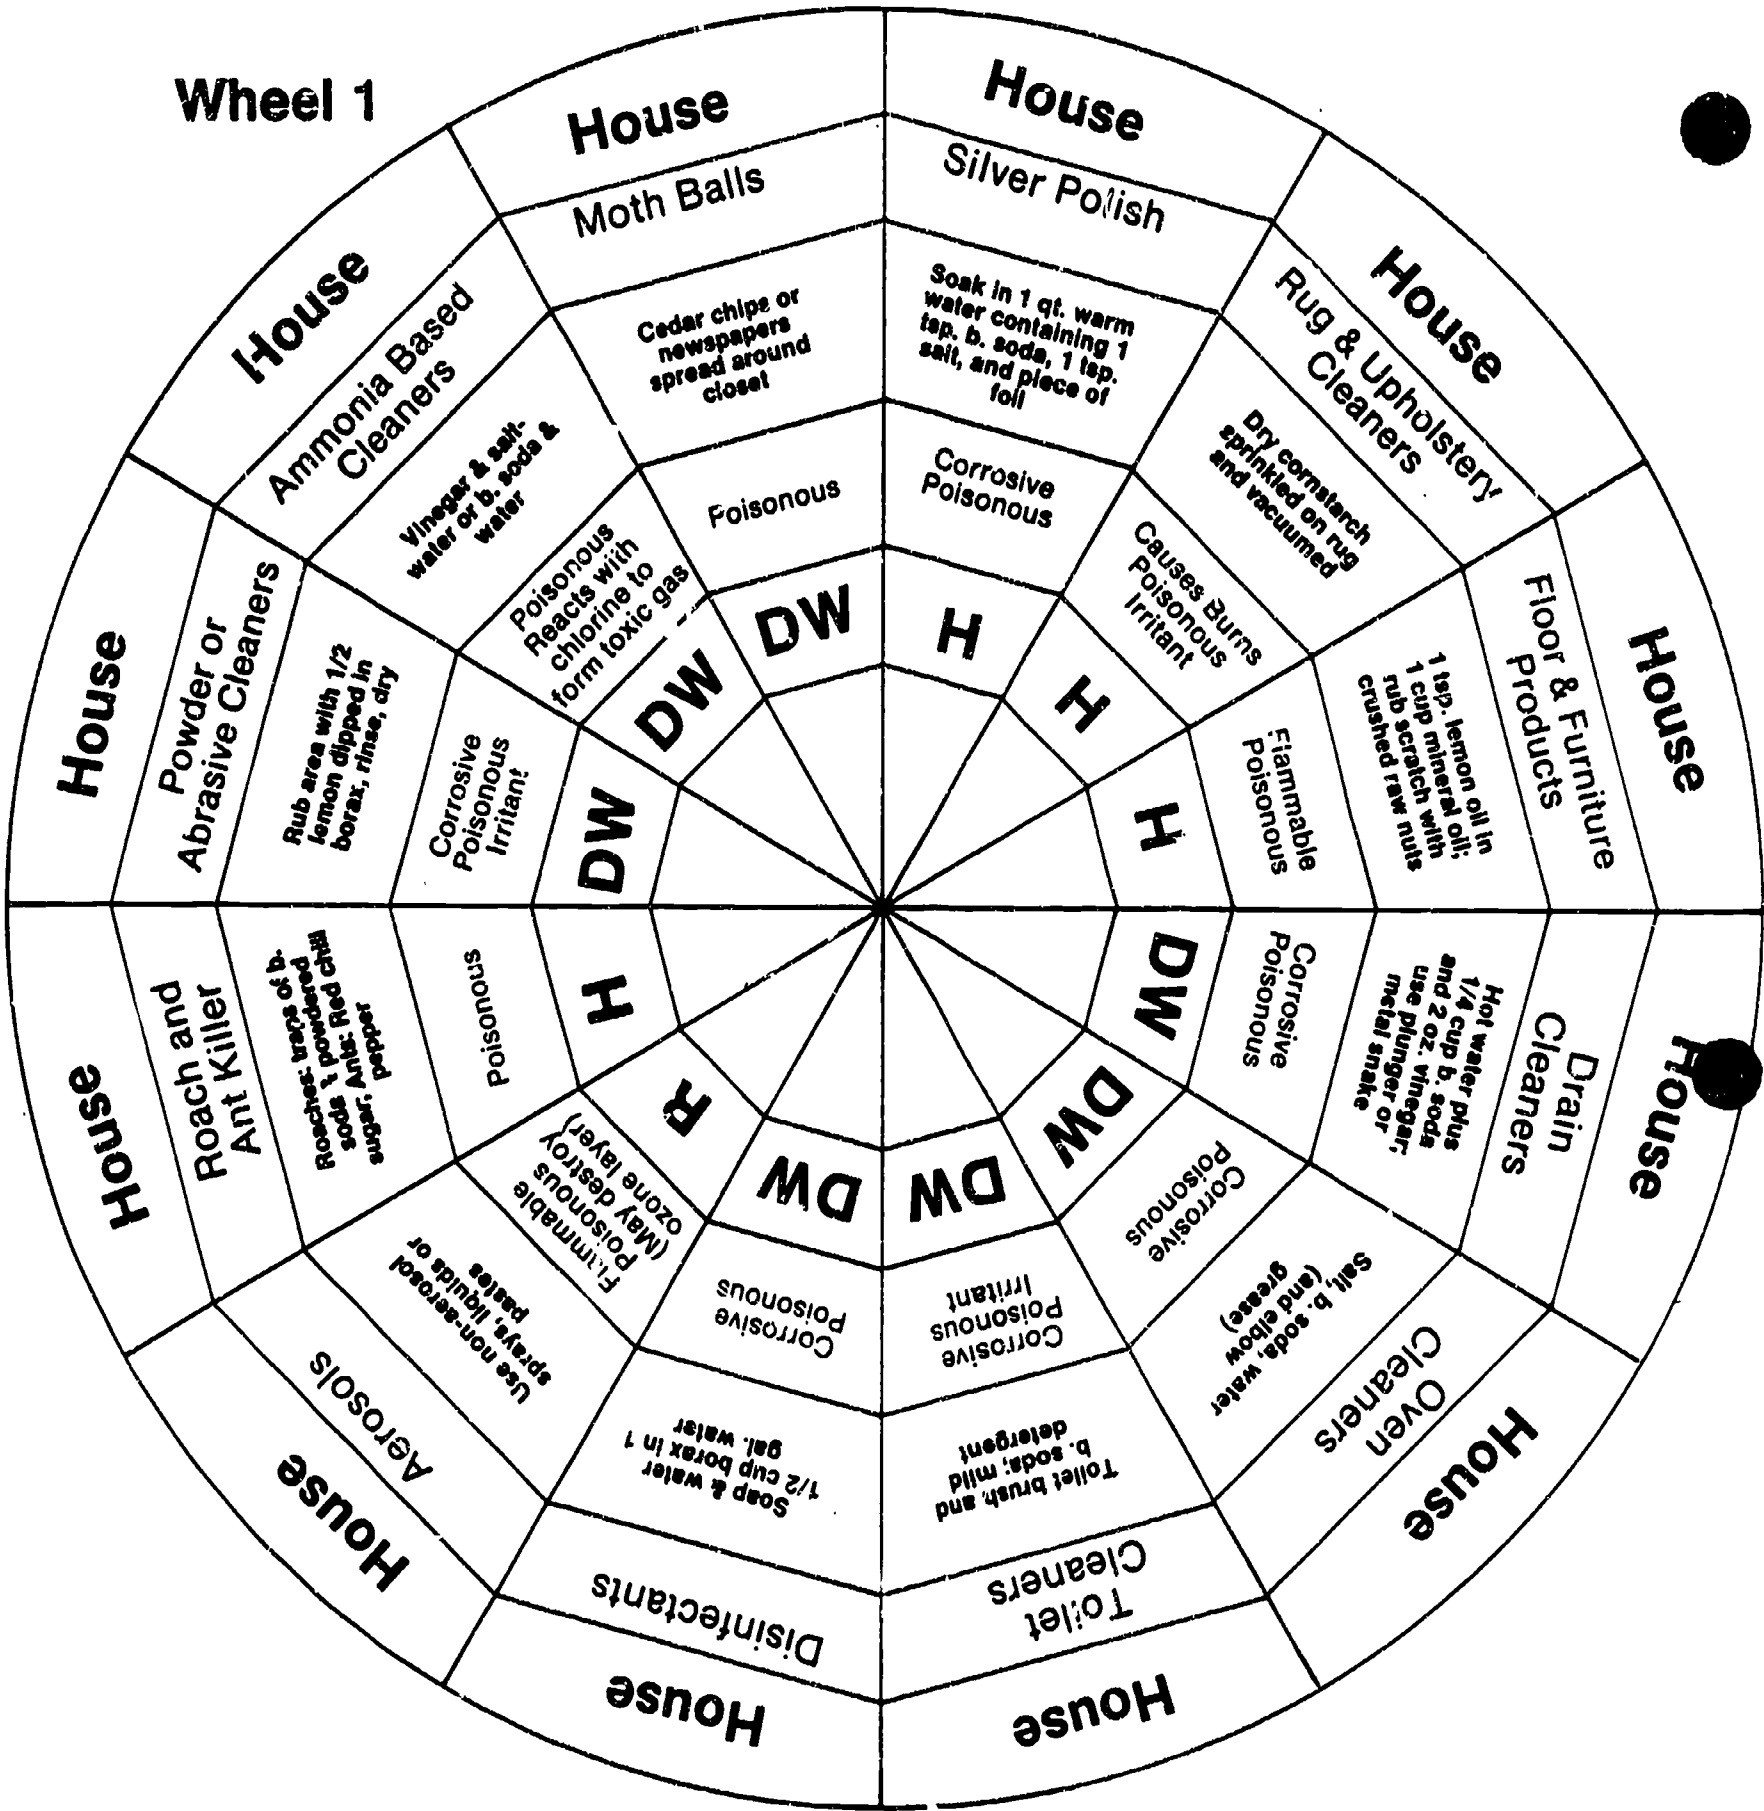 Wheel 1
House
Silver Polish
Soak in 1 qt. warm
water containing 1
tsp. b. soda, 1 tsp.
salt, and piece of
foil
Corrosive
Poisonous
H
House
Rug & Upholstery
Cleaners
Dry cornstarch
sprinkled on rug
and vacuumed
Causes Burns
Poisonous
Irritant
H
House
Floor & Furniture
Products
1 tsp. lemon oil in
1 cup mineral oil;
rub scratch with
crushed raw nuts
Flammable
Poisonous
H
House
Drain
Cleaners
Hot water plus
1/4 cup b. soda
and 2 oz. vinegar;
use plunger or
metal snake
Corrosive
Poisonous
DW
House
Oven
Cleaners
Salt, b. soda, water
(and elbow
grease)
Corrosive
Poisonous
DW
House
Toilet
Cleaners
Toilet brush and
b. soda; mild
detergent
Corrosive
Poisonous
Irritant
DW
House
Disinfectants
Soap & water
1/2 cup borax in 1
gal. water
Corrosive
Poisonous
DW
House
Aerosols
Use non-aerosol
sprays, liquids or
pastes
Flammable
Poisonous
(May destroy
ozone layer)
R
House
Roach and
Ant Killer
Roaches: traps of b.
soda powdered
sugar, Ants: Red chili
pepper
Poisonous
H
House
Powder or
Abrasive Cleaners
Rub area with 1/2
lemon dipped in
borax, rinse, dry
Corrosive
Poisonous
Irritant
DW
House
Ammonia Based
Cleaners
Vinegar & salt-
water or b. soda &
water
Poisonous
Reacts with
chlorine to
form toxic gas
DW
House
Moth Balls
Cedar chips or
newspapers
spread around
closet
Poisonous
DW